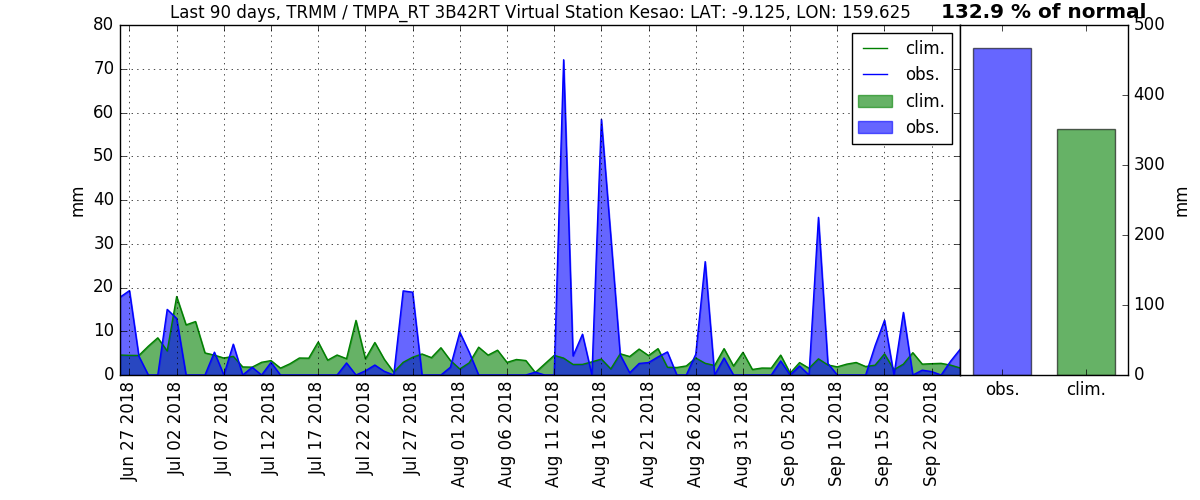 Last 90 days, TRMM / TMPA_RT 3B42RT Virtual Station Kesao: LAT: -9.125, LON: 159.625
132.9 % of normal
80
70
60
50
40
30
20
10
0
mm
clim.
obs.
clim.
obs.
500
400
300
200
100
0
mm
obs.
clim.
Jun 27 2018
Jul 02 2018
Jul 07 2018
Jul 12 2018
Jul 17 2018
Jul 22 2018
Jul 27 2018
Aug 01 2018
Aug 06 2018
Aug 11 2018
Aug 16 2018
Aug 21 2018
Aug 26 2018
Aug 31 2018
Sep 05 2018
Sep 10 2018
Sep 15 2018
Sep 20 2018